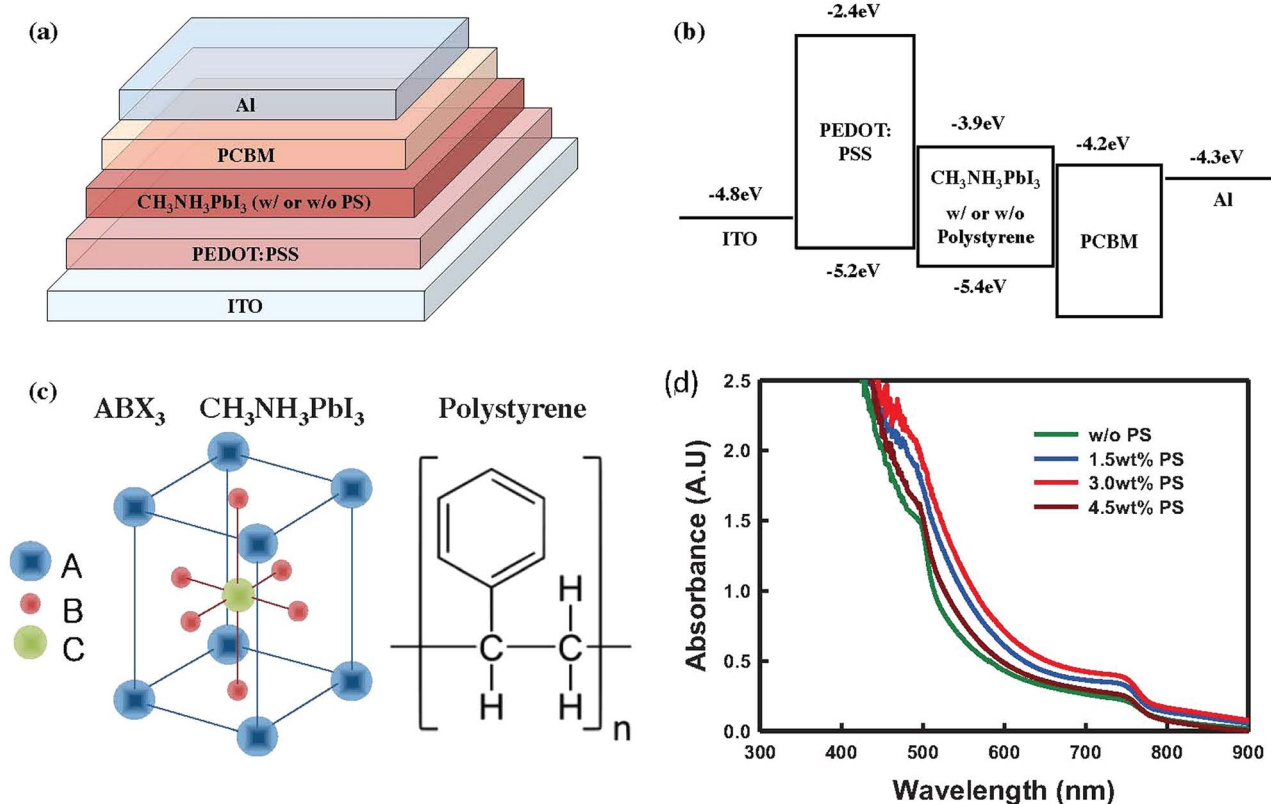 (a)
Al
PCBM
CH₃NH₃PbI₃ (w/ or w/o PS)
PEDOT:PSS
ITO
(b)
-2.4eV
PEDOT:
PSS
-3.9eV
-4.2eV
-4.3eV
Al
CH₃NH₃PbI₃
w/ or w/o
Polystyrene
-4.8eV
ITO
PCBM
-5.2eV
-5.4eV
(c)
ABX₃ CH₃NH₃PbI₃ Polystyrene
A
B
C
H
C C
H H
n
(d)
2.5
2.0
1.5
1.0
0.5
0.0
Absorbance (A.U)
w/o PS
1.5wt% PS
3.0wt% PS
4.5wt% PS
300 400 500 600 700 800 900
Wavelength (nm)